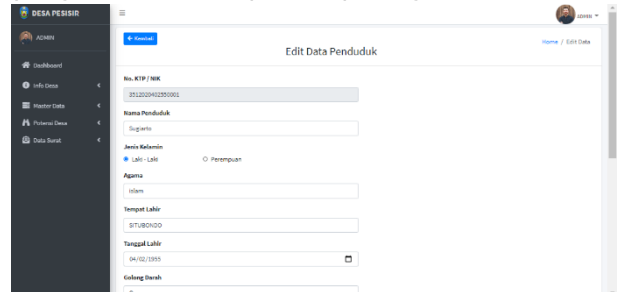 DESA PESISIR
ADMIN
ADMIN
Kembali
Home / Edit Data
Edit Data Penduduk
Dashboard
Info Desa
Master Data
Potensi Desa
Data Surat
No. KTP / NIK
3512020402550001
Nama Penduduk
Sugiarto
Jenis Kelamin
Laki - Laki
Perempuan
Agama
Islam
Tempat Lahir
SITUBONDO
Tanggal Lahir
04/02/1955
Golong Darah